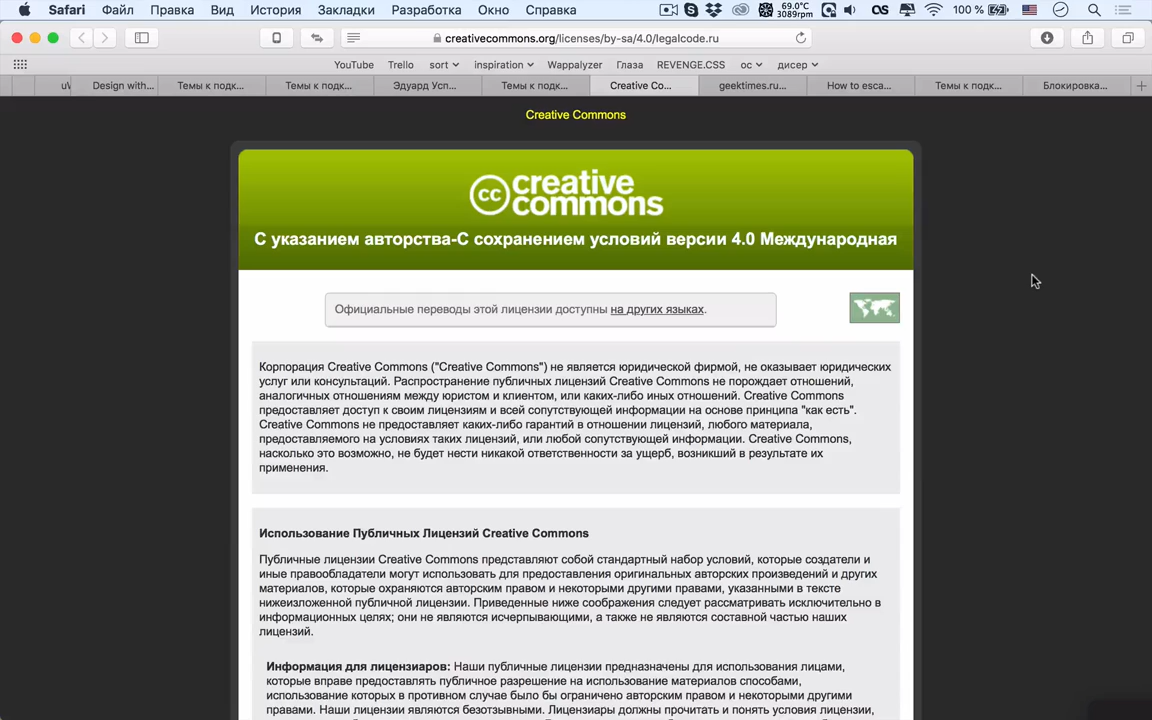 Safari Файл Правка Вид История Закладки Разработка Окно Справка 69.0°C 3089rpm 100 %
creativecommons.org/licenses/by-sa/4.0/legalcode.ru
YouTube Trello sort inspiration Wappalyzer Глаза REVENGE.CSS ос дисер
Design with... Темы к подк... Темы к подк... Эдуард Усп... Темы к подк... Creative Co... geektimes.ru... How to esca... Темы к подк... Блокировка...
Creative Commons
cc creative commons
С указанием авторства-С сохранением условий версии 4.0 Международная
Официальные переводы этой лицензии доступны на других языках.
Корпорация Creative Commons ("Creative Commons") не является юридической фирмой, не оказывает юридических
услуг или консультаций. Распространение публичных лицензий Creative Commons не порождает отношений,
аналогичных отношениям между юристом и клиентом, или каких-либо иных отношений. Creative Commons
предоставляет доступ к своим лицензиям и всей сопутствующей информации на основе принципа "как есть".
Creative Commons не предоставляет каких-либо гарантий в отношении лицензий, любого материала,
предоставляемого на условиях таких лицензий, или любой сопутствующей информации. Creative Commons,
насколько это возможно, не будет нести никакой ответственности за ущерб, возникший в результате их
применения.
Использование Публичных Лицензий Creative Commons
Публичные лицензии Creative Commons представляют собой стандартный набор условий, которые создатели и
иные правообладатели могут использовать для предоставления оригинальных авторских произведений и других
материалов, которые охраняются авторским правом и некоторыми другими правами, указанными в тексте
нижеизложенной публичной лицензии. Приведенные ниже соображения следует рассматривать исключительно в
информационных целях; они не являются исчерпывающими, а также не являются составной частью наших
лицензий.
Информация для лицензиаров: Наши публичные лицензии предназначены для использования лицами,
которые вправе предоставлять публичное разрешение на использование материалов способами,
использование которых в противном случае было бы ограничено авторским правом и некоторыми другими
правами. Наши лицензии являются безотзывными. Лицензиары должны прочитать и понять условия лицензии,